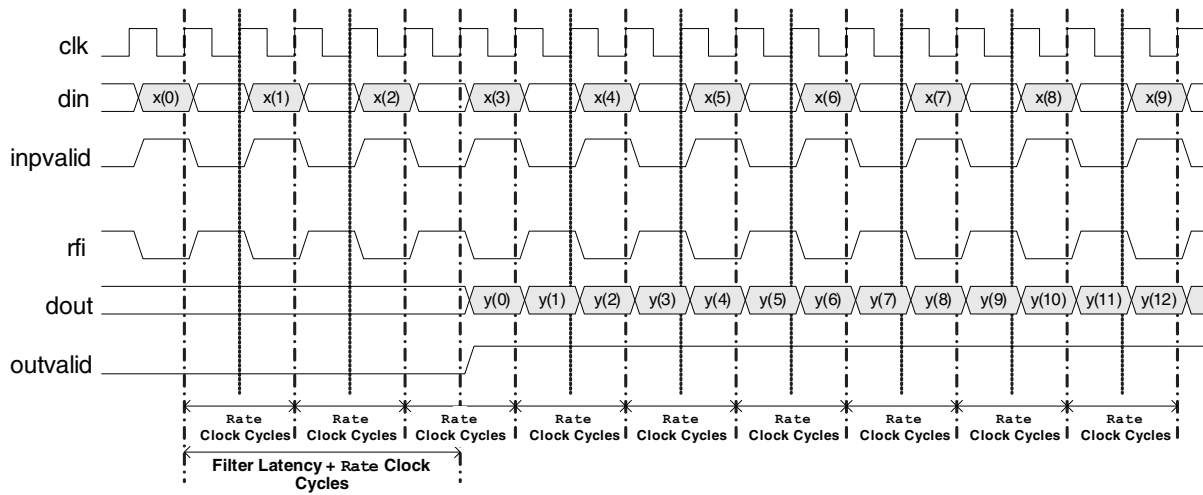 clk
din
x(0) x(1) x(2) x(3) x(4) x(5) x(6) x(7) x(8) x(9)
inpvalid
rfi
dout
y(0) y(1) y(2) y(3) y(4) y(5) y(6) y(7) y(8) y(9) y(10) y(11) y(12)
outvalid
Rate Rate Rate Rate Rate Rate Rate Rate Rate
Clock Cycles Clock Cycles Clock Cycles Clock Cycles Clock Cycles Clock Cycles Clock Cycles Clock Cycles Clock Cycles
Filter Latency + Rate Clock
Cycles